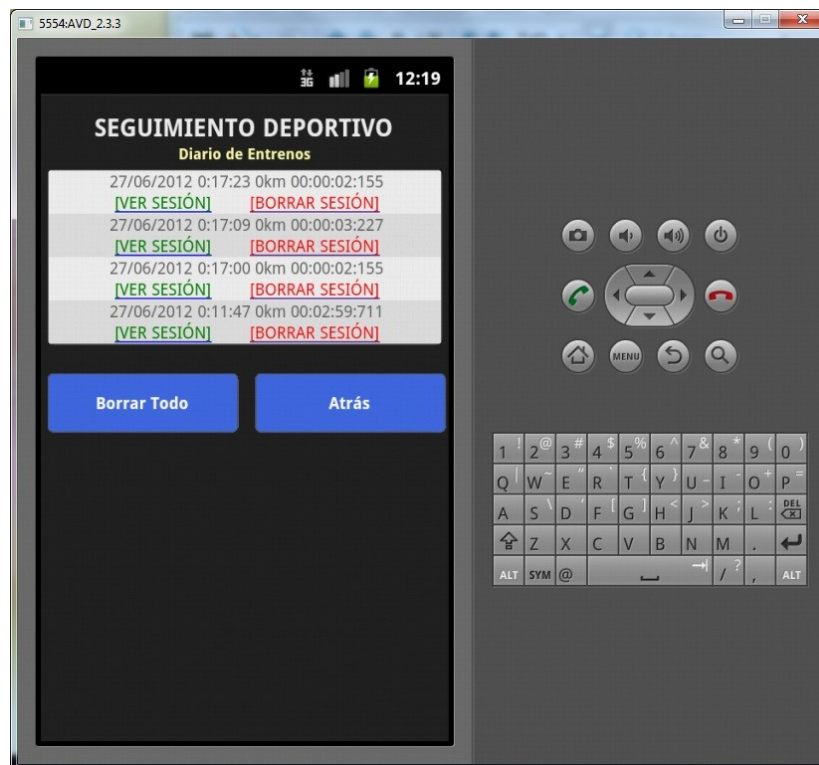 5554:AVD_2.3.3
3G 12:19
SEGUIMIENTO DEPORTIVO
Diario de Entrenos
27/06/2012 0:17:23 0km 00:00:02:155
[VER SESIÓN] [BORRAR SESIÓN]
27/06/2012 0:17:09 0km 00:00:03:227
[VER SESIÓN] [BORRAR SESIÓN]
27/06/2012 0:17:00 0km 00:00:02:155
[VER SESIÓN] [BORRAR SESIÓN]
27/06/2012 0:11:47 0km 00:02:59:711
[VER SESIÓN] [BORRAR SESIÓN]
Borrar Todo Atrás
MENU
1 ! 2 @ 3 # 4 $ 5 % 6 ^ 7 & 8 * 9 ( 0 )
Q | W ~ E " R ` T { Y } U - I - O + P =
A S \ D ' F [ G ] H < J > K ; L : DEL
Z X C V B N M .
ALT SYM @ / ? , ALT